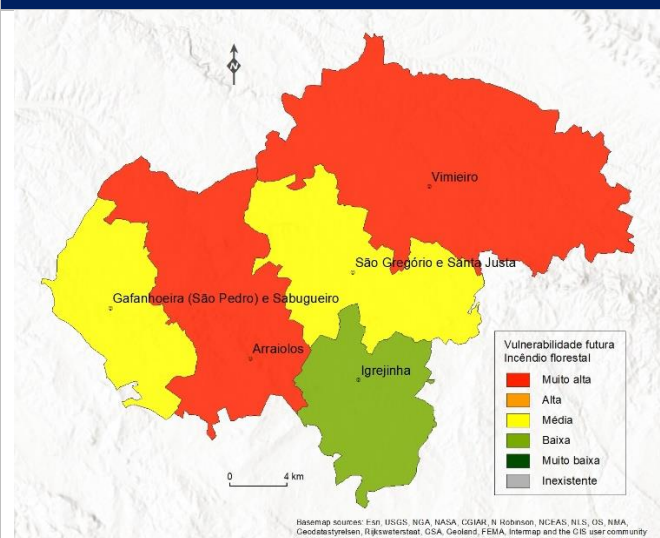 N
Vimieiro
São Gregório e Santa Justa
Gafanhoeira (São Pedro) e Sabugueiro
Arraiolos
Igrejinha
Vulnerabilidade futura
Incêndio florestal
Muito alta
Alta
Média
Baixa
Muito baixa
Inexistente
0 4 km
Basemap sources: Esri, USGS, NGA, NASA, CGIAR, N Robinson, NCEAS, NLS, OS, NMA,
Geodatastyrelsen, Rijkswaterstaat, GSA, Geoland, FEMA, Intermap and the GIS user community